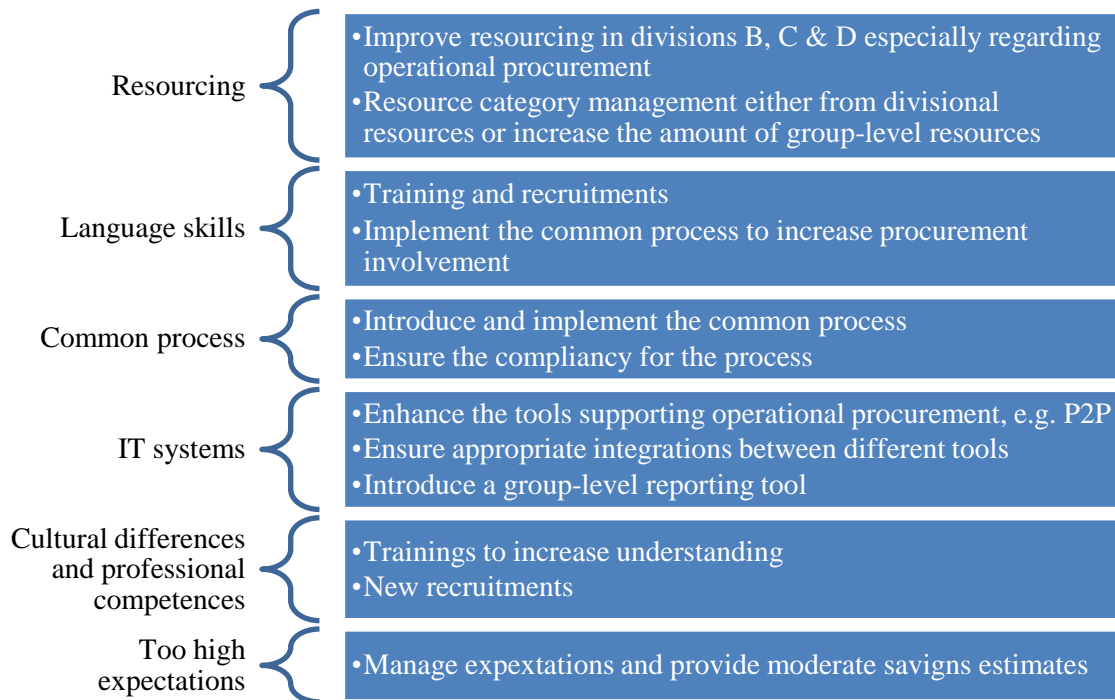 Resourcing
•Improve resourcing in divisions B, C & D especially regarding
operational procurement
•Resource category management either from divisional
resources or increase the amount of group-level resources
Language skills
•Training and recruitments
•Implement the common process to increase procurement
involvement
Common process
•Introduce and implement the common process
•Ensure the compliancy for the process
IT systems
•Enhance the tools supporting operational procurement, e.g. P2P
•Ensure appropriate integrations between different tools
•Introduce a group-level reporting tool
Cultural differences
and professional
competences
•Trainings to increase understanding
•New recruitments
Too high
expectations
•Manage expextations and provide moderate savigns estimates